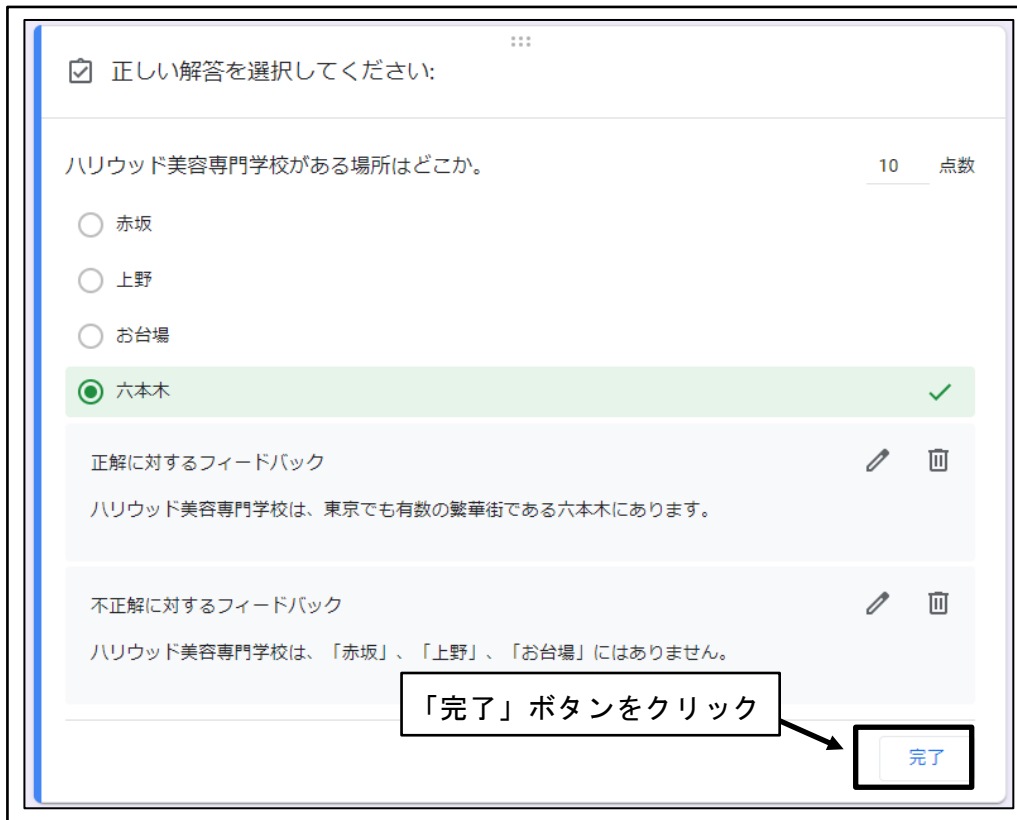 正しい解答を選択してください:
ハリウッド美容専門学校がある場所はどこか。 10 点数
赤坂
上野
お台場
六本木
正解に対するフィードバック
ハリウッド美容専門学校は、東京でも有数の繁華街である六本木にあります。
不正解に対するフィードバック
ハリウッド美容専門学校は、「赤坂」、「上野」、「お台場」にはありません。
「完了」ボタンをクリック
完了